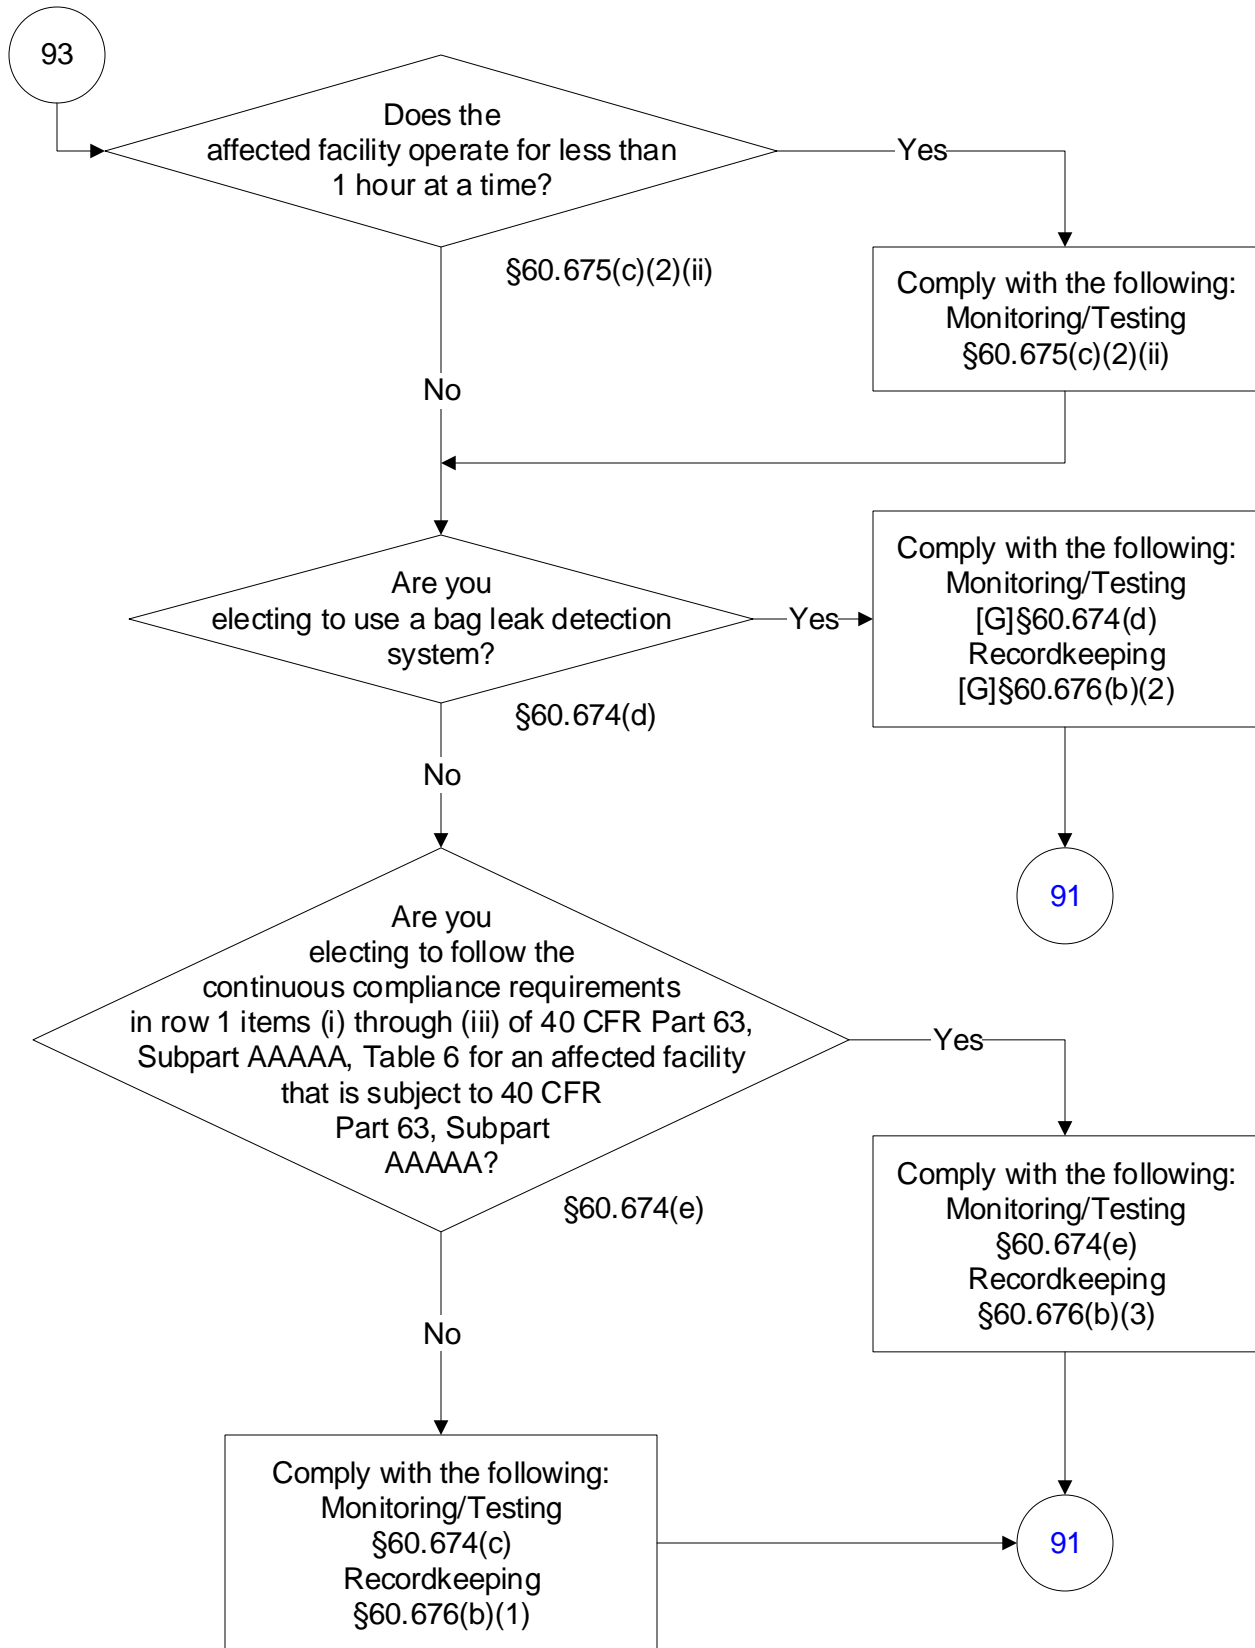 93
Does the
affected facility operate for less than
1 hour at a time?
Yes
§60.675(c)(2)(ii)
Comply with the following:
Monitoring/Testing
§60.675(c)(2)(ii)
No
Are you
electing to use a bag leak detection
system?
Yes
§60.674(d)
Comply with the following:
Monitoring/Testing
[G]§60.674(d)
Recordkeeping
[G]§60.676(b)(2)
No
91
Are you
electing to follow the
continuous compliance requirements
in row 1 items (i) through (iii) of 40 CFR Part 63,
Subpart AAAAA, Table 6 for an affected facility
that is subject to 40 CFR
Part 63, Subpart
AAAAA?
Yes
§60.674(e)
Comply with the following:
Monitoring/Testing
§60.674(e)
Recordkeeping
§60.676(b)(3)
No
Comply with the following:
Monitoring/Testing
§60.674(c)
Recordkeeping
§60.676(b)(1)
91